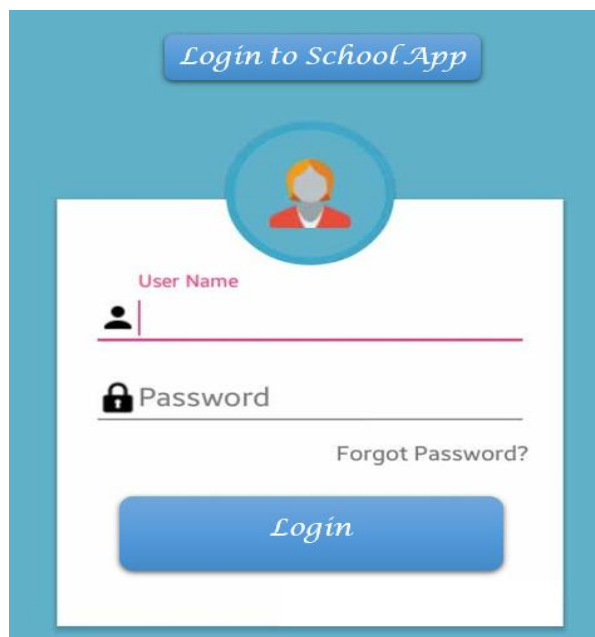 Login to School App
User Name
Password
Forgot Password?
Login